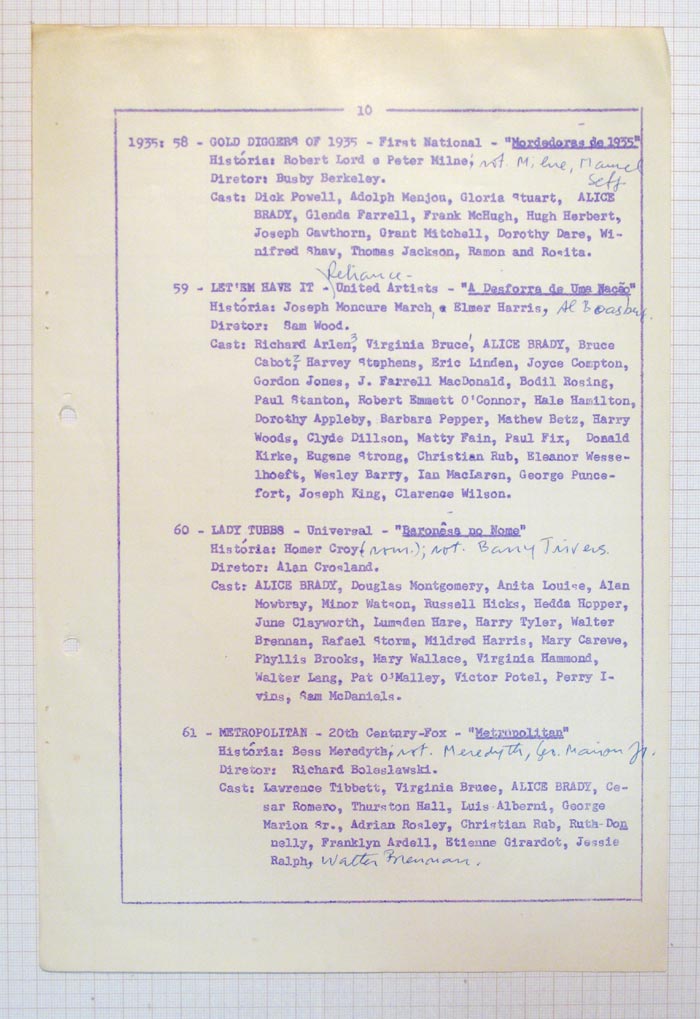 10
1935: 58 - GOLD DIGGERS OF 1935 - First National - "Mordedoras de 1935"
História: Robert Lord e Peter Milne; rot. Milne, Manuel
Seff
Diretor: Busby Berkeley.
Cast: Dick Powell, Adolph Menjou, Gloria Stuart, ALICE
BRADY, Glenda Farrell, Frank McHugh, Hugh Herbert,
Joseph Cawthorn, Grant Mitchell, Dorothy Dare, Wi-
nifred Shaw, Thomas Jackson, Ramon and Rosita.
Reliance-
59 - LET'EM HAVE IT - United Artists - "A Desforra de Uma Nação"
História: Joseph Moncure March, e Elmer Harris, Al Boasberg.
Diretor: Sam Wood.
Cast: Richard Arlen,3 Virginia Bruce,1 ALICE BRADY, Bruce
Cabot,2 Harvey Stephens, Eric Linden, Joyce Compton,
Gordon Jones, J. Farrell MacDonald, Bodil Rosing,
Paul Stanton, Robert Emmett O'Connor, Hale Hamilton,
Dorothy Appleby, Barbara Pepper, Mathew Betz, Harry
Woods, Clyde Dillson, Matty Fain, Paul Fix, Donald
Kirke, Eugene Strong, Christian Rub, Eleanor Wesse-
lhoeft, Wesley Barry, Ian MacLaren, George Punce-
fort, Joseph King, Clarence Wilson.
60 - LADY TUBBS - Universal - "Baronêsa no Nome"
História: Homer Croy (rom.); rot. Barry Trivers.
Diretor: Alan Crosland.
Cast: ALICE BRADY, Douglas Montgomery, Anita Louise, Alan
Mowbray, Minor Watson, Russell Hicks, Hedda Hopper,
June Clayworth, Lumsden Hare, Harry Tyler, Walter
Brennan, Rafael Storm, Mildred Harris, Mary Carewe,
Phyllis Brooks, Mary Wallace, Virginia Hammond,
Walter Lang, Pat O'Malley, Victor Potel, Perry I-
vins, Sam McDaniels.
61 - METROPOLITAN - 20th Century-Fox - "Metropolitan"
História: Bess Meredyth; rot. Meredyth, Geo. Marion Jr.
Diretor: Richard Boleslawski.
Cast: Lawrence Tibbett, Virginia Bruce, ALICE BRADY, Ce-
sar Romero, Thurston Hall, Luis Alberni, George
Marion Sr., Adrian Rosley, Christian Rub, Ruth Don
nelly, Franklyn Ardell, Etienne Girardot, Jessie
Ralph, Walter Brennan.